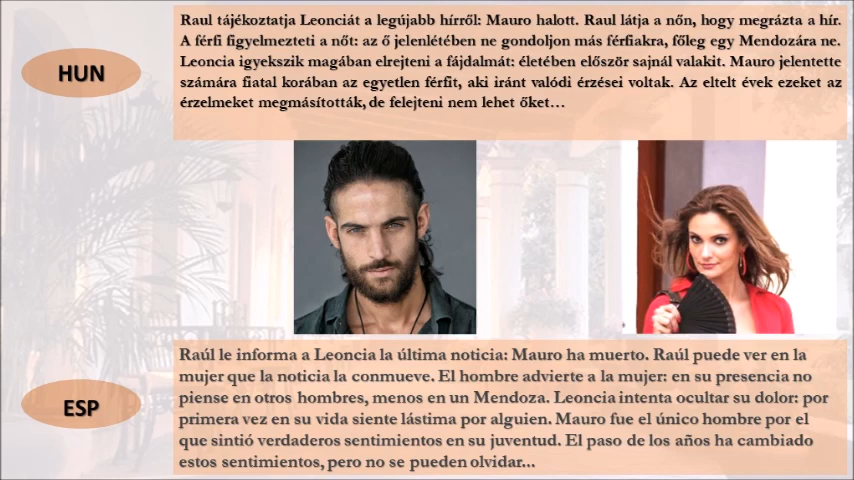 HUN
Raul tájékoztatja Leonciát a legújabb hírről: Mauro halott. Raul látja a nőn, hogy megrázta a hír.
A férfi figyelmezteti a nőt: az ő jelenlétében ne gondoljon más férfiakra, főleg egy Mendozára ne.
Leoncia igyekszik magában elrejteni a fájdalmát: életében először sajnál valakit. Mauro jelentette
számára fiatal korában az egyetlen férfit, aki iránt valódi érzései voltak. Az eltelt évek ezeket az
érzelmeket megmásították, de felejteni nem lehet őket…
ESP
Raúl le informa a Leoncia la última noticia: Mauro ha muerto. Raúl puede ver en la
mujer que la noticia la conmueve. El hombre advierte a la mujer: en su presencia no
piense en otros hombres, menos en un Mendoza. Leoncia intenta ocultar su dolor: por
primera vez en su vida siente lástima por alguien. Mauro fue el único hombre por el
que sintió verdaderos sentimientos en su juventud. El paso de los años ha cambiado
estos sentimientos, pero no se pueden olvidar...